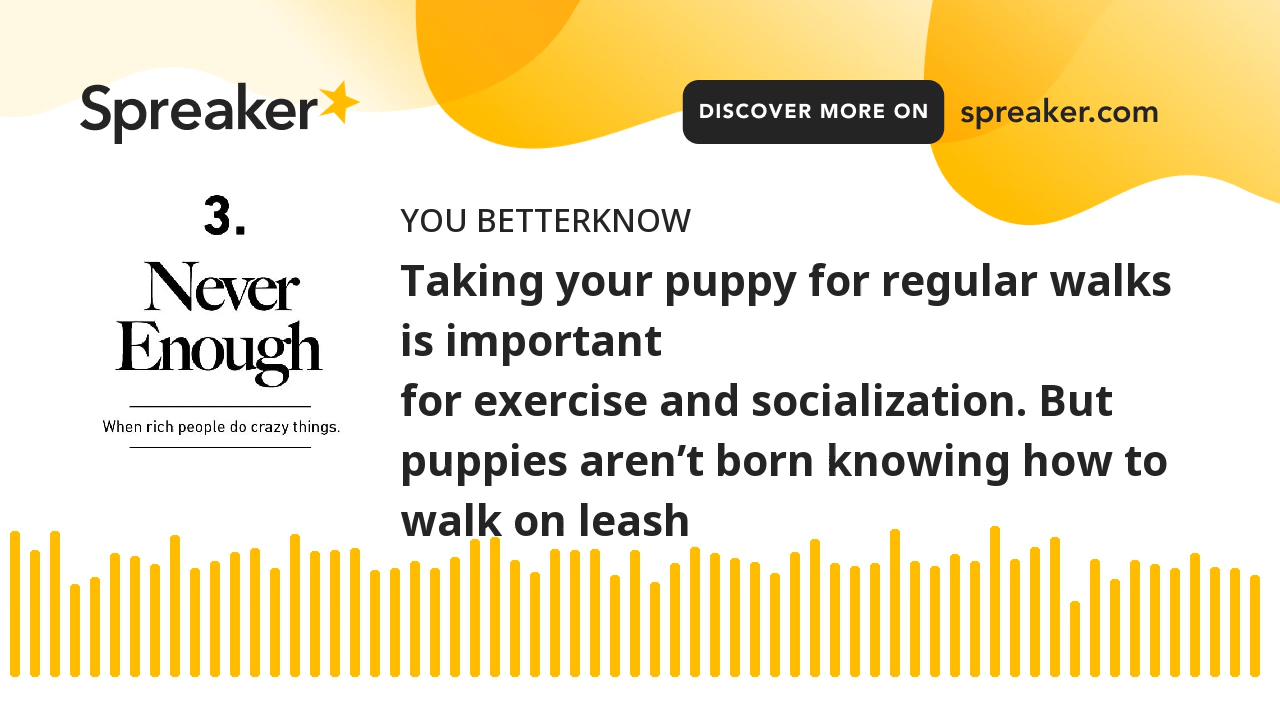 Spreaker
DISCOVER MORE ON spreaker.com
3.
Never
Enough
When rich people do crazy things.
YOU BETTERKNOW
Taking your puppy for regular walks
is important
for exercise and socialization. But
puppies aren’t born knowing how to
walk on leash